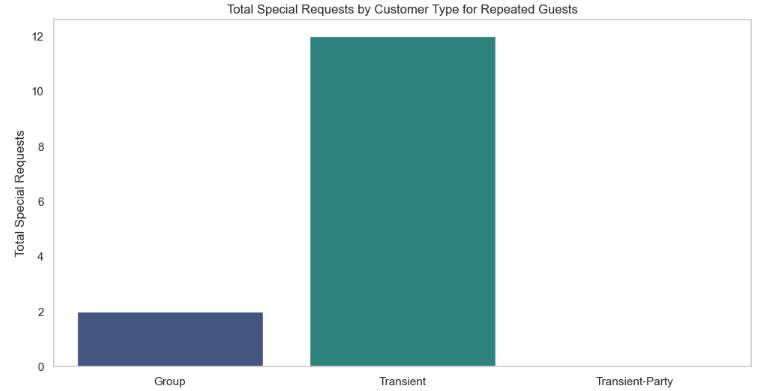 Total Special Requests by Customer Type for Repeated Guests
Total Special Requests
12
10
8
6
4
2
0
Group
Transient
Transient-Party